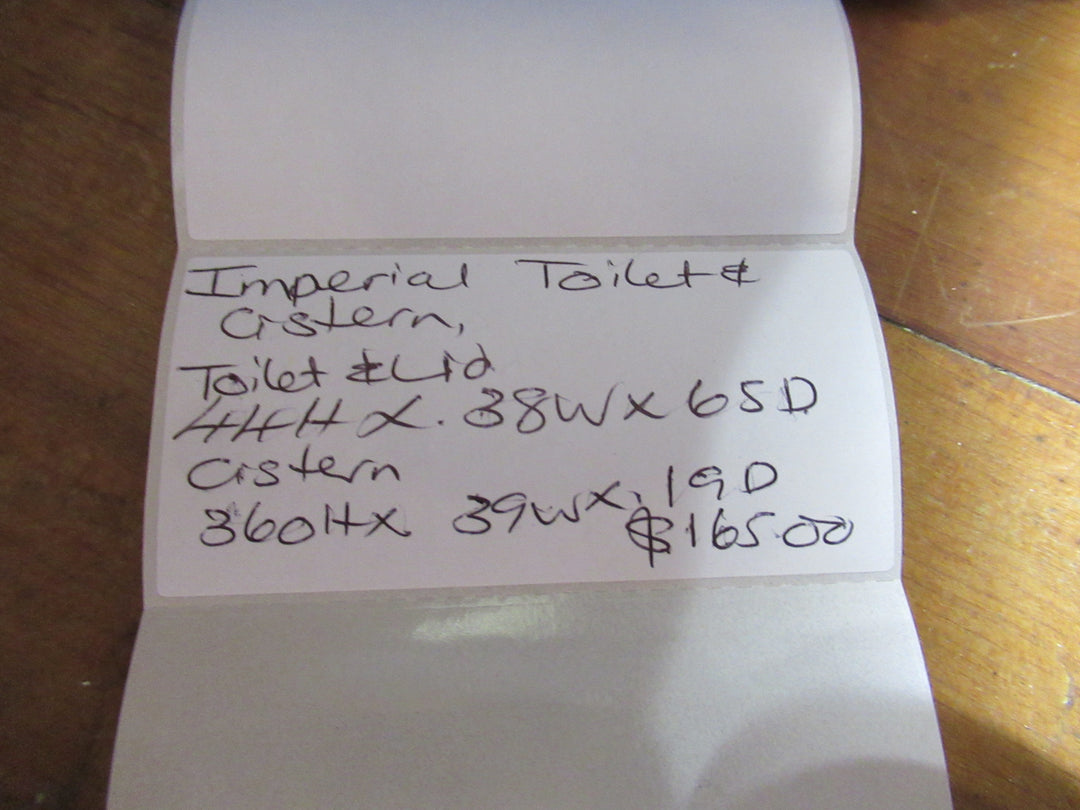 Imperial Toilet &
Cistern,
Toilet & Lid
44H X .38W x 65D
Cistern
360H x 39W x .19D
$165.00